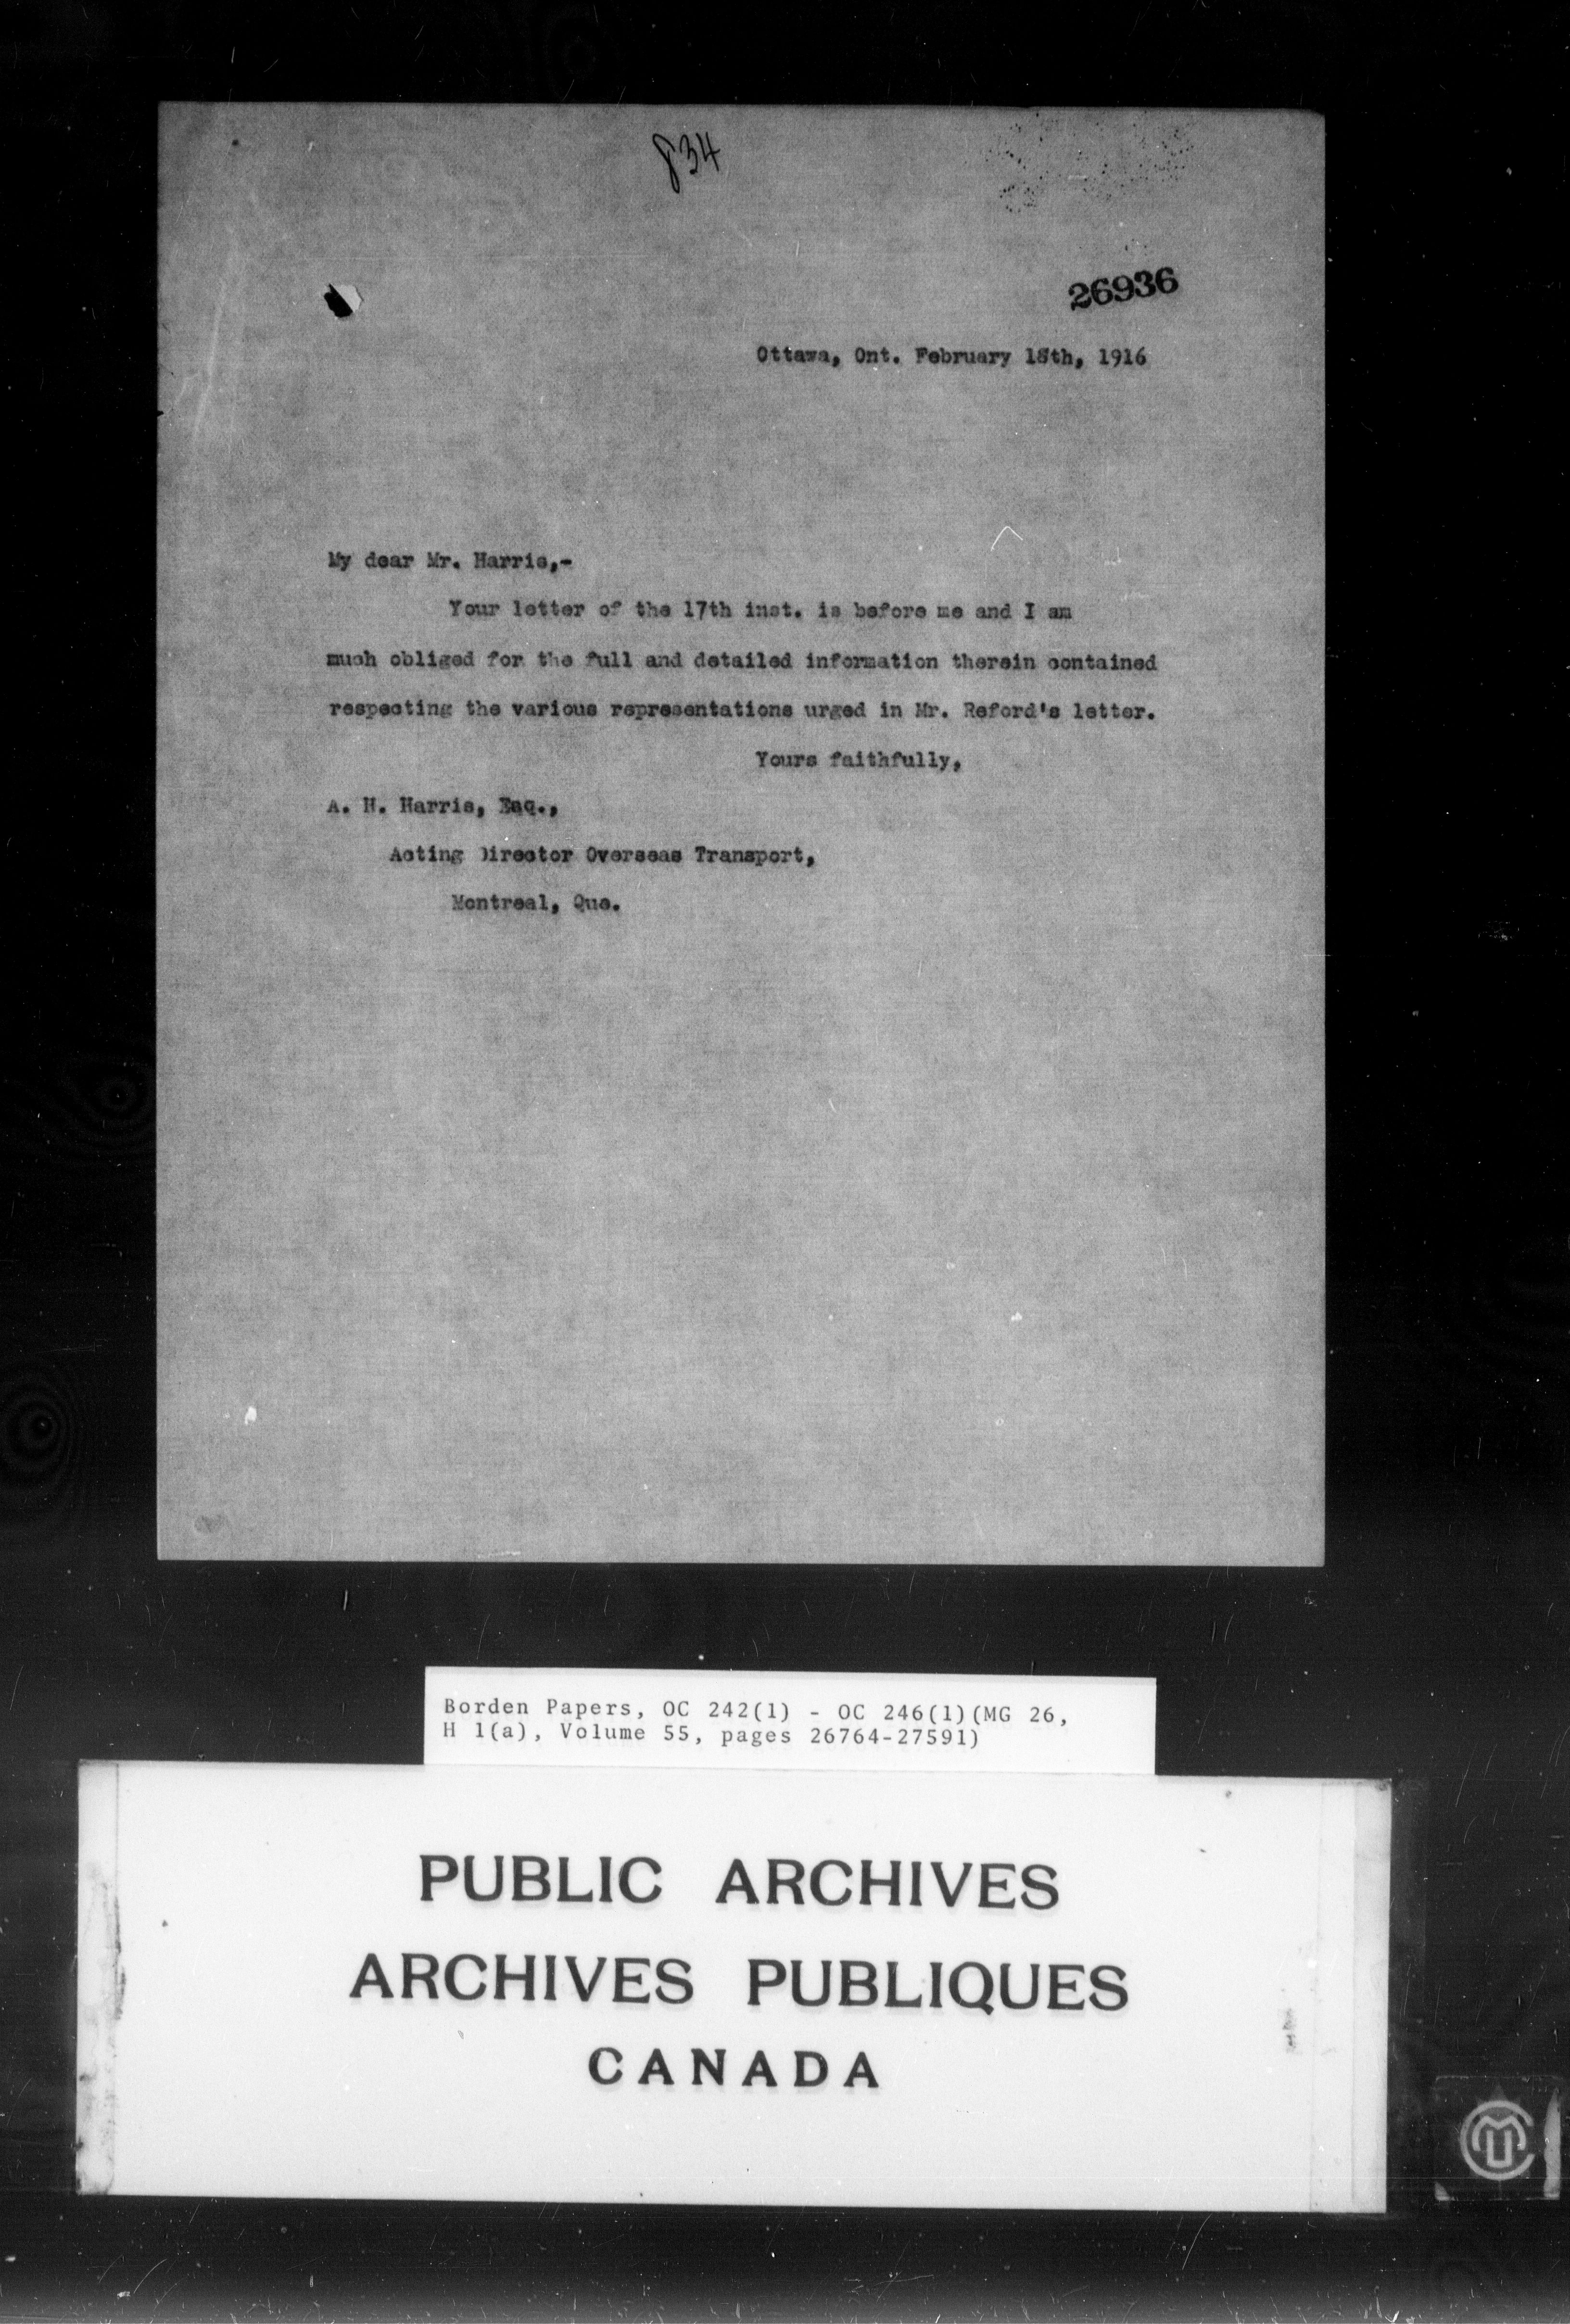 834
26936
Ottawa, Ont. February 18th, 1916
My dear Mr. Harris,-
Your letter of the 17th inst. is before me and I am
much obliged for the full and detailed information therein contained
respecting the various representations urged in Mr. Reford's letter.
Yours faithfully,
A. H. Harris, Esq.,
Acting Director Overseas Transport,
Montreal, Que.
Borden Papers, OC 242(1) - OC 246(1)(MG 26,
H 1(a), Volume 55, pages 26764-27591)
PUBLIC ARCHIVES
ARCHIVES PUBLIQUES
CANADA